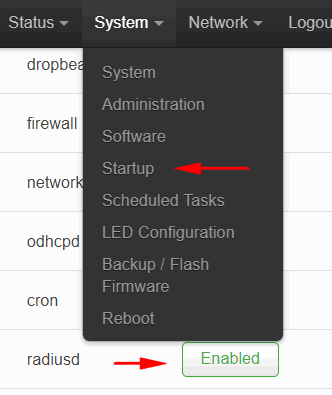 Status System Network Logou
dropbea
System
Administration
firewall
Software
Startup
network
Scheduled Tasks
odhcpd
LED Configuration
Backup / Flash
Firmware
cron
Reboot
radiusd Enabled